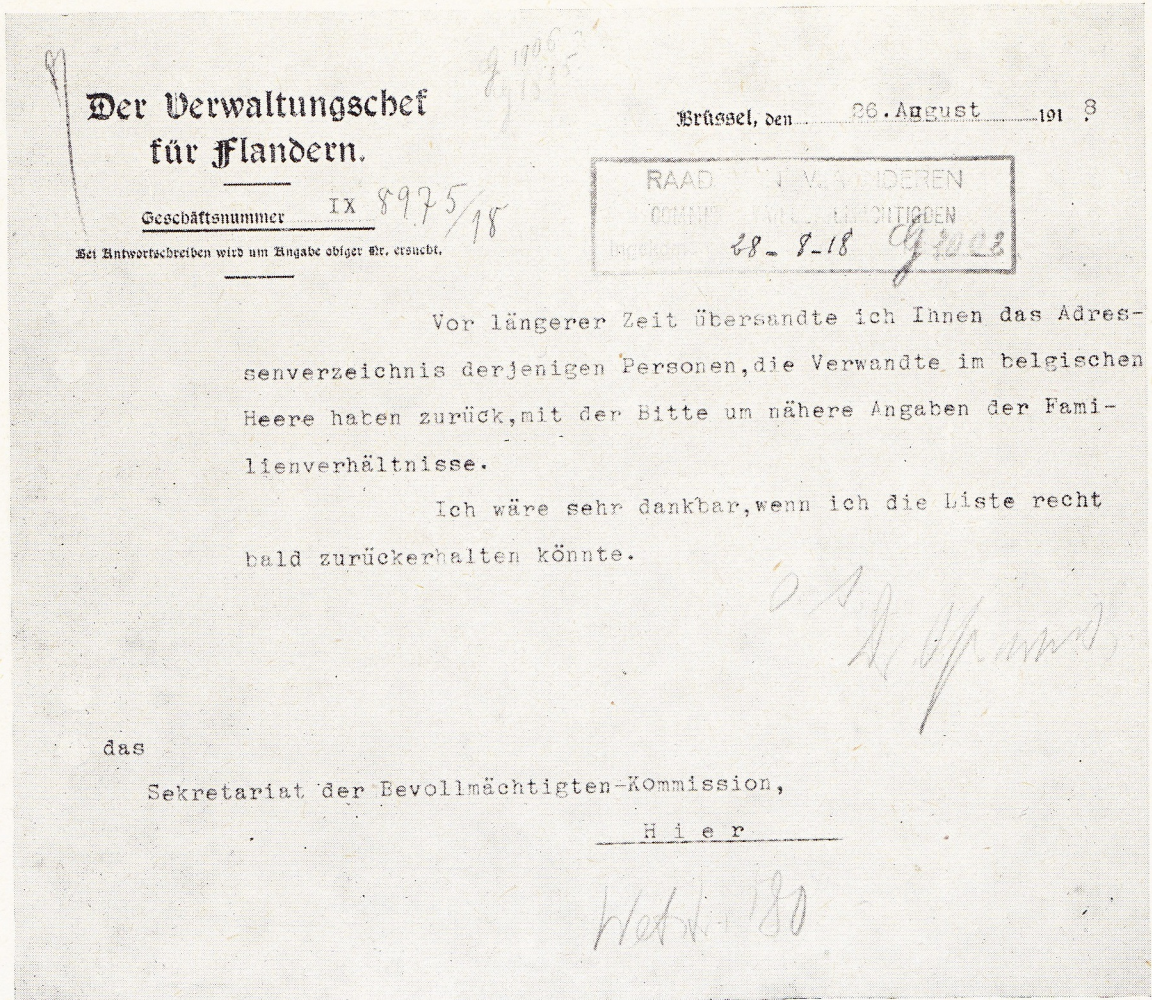 Der Verwaltungschef
für Flandern.
Geschäftsnummer IX 8975/18
Bei Antwortschreiben wird um Angabe obiger Nr. ersucht.
Brüssel, den 26.August 1918
RAAD
28-8-18
Vor längerer Zeit übersandte ich Ihnen das Adres-
senverzeichnis derjenigen Personen,die Verwandte im belgischen
Heere haben zurück,mit der Bitte um nähere Angaben der Fami-
lienverhältnisse.
Ich wäre sehr dankbar,wenn ich die Liste recht
bald zurückerhalten könnte.
das
Sekretariat der Bevollmächtigten-Kommission,
Hier